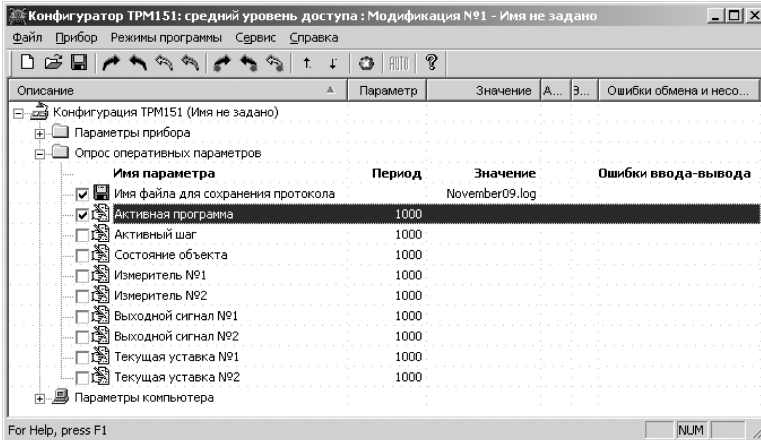 Конфигуратор ТРМ151: средний уровень доступа : Модификация №1 - Имя не задано
Файл Прибор Режимы программы Сервис Справка
AUTO ?
Описание Параметр Значение А... З... Ошибки обмена и несо...
Конфигурация ТРМ151 (Имя не задано)
Параметры прибора
Опрос оперативных параметров
Имя параметра Период Значение Ошибки ввода-вывода
Имя файла для сохранения протокола November09.log
Активная программа 1000
Активный шаг 1000
Состояние объекта 1000
Измеритель №1 1000
Измеритель №2 1000
Выходной сигнал №1 1000
Выходной сигнал №2 1000
Текущая уставка №1 1000
Текущая уставка №2 1000
Параметры компьютера
For Help, press F1 NUM